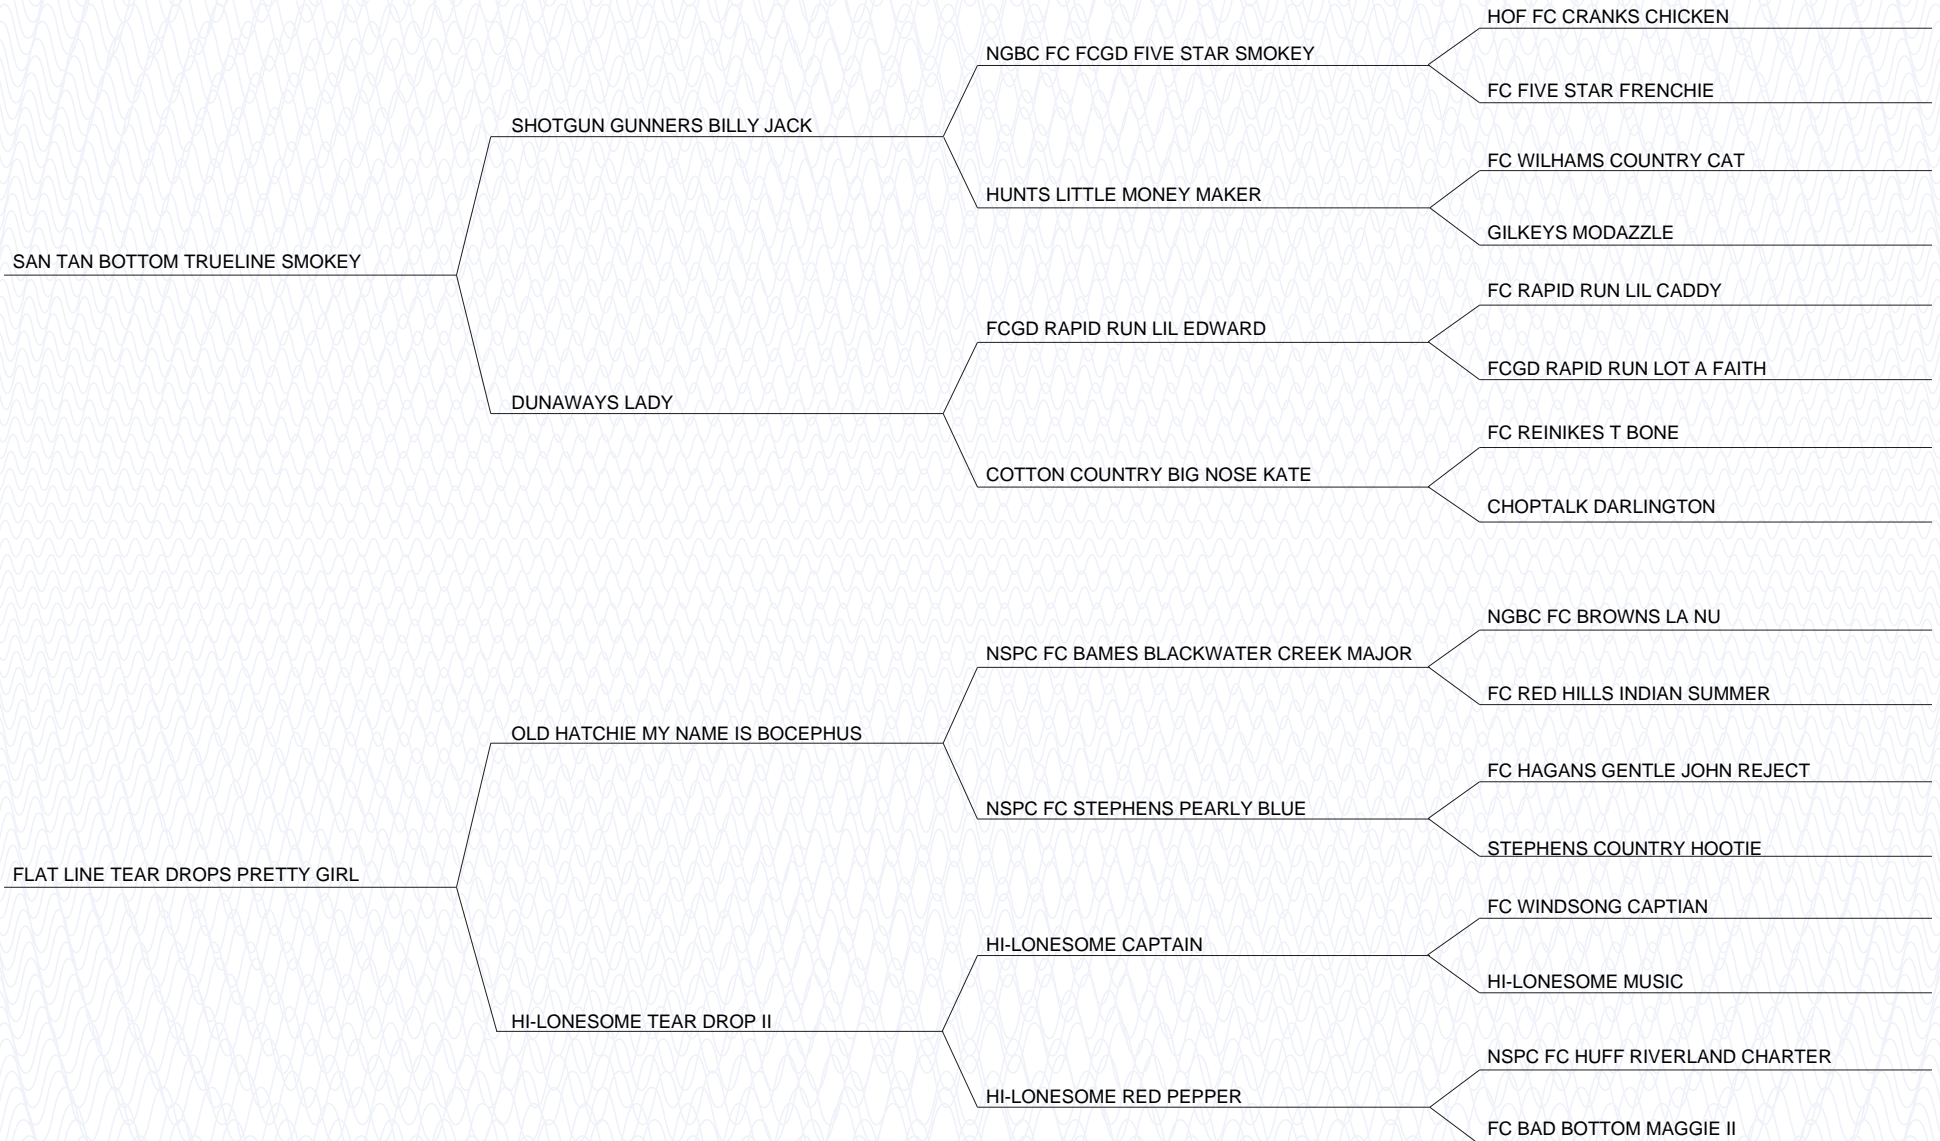 HOF FC CRANKS CHICKEN
NGBC FC FCGD FIVE STAR SMOKEY
FC FIVE STAR FRENCHIE
SHOTGUN GUNNERS BILLY JACK
FC WILHAMS COUNTRY CAT
HUNTS LITTLE MONEY MAKER
GILKEYS MODAZZLE
SAN TAN BOTTOM TRUELINE SMOKEY
FC RAPID RUN LIL CADDY
FCGD RAPID RUN LIL EDWARD
FCGD RAPID RUN LOT A FAITH
DUNAWAYS LADY
FC REINIKES T BONE
COTTON COUNTRY BIG NOSE KATE
CHOPTALK DARLINGTON
NGBC FC BROWNS LA NU
NSPC FC BAMES BLACKWATER CREEK MAJOR
FC RED HILLS INDIAN SUMMER
OLD HATCHIE MY NAME IS BOCEPHUS
FC HAGANS GENTLE JOHN REJECT
NSPC FC STEPHENS PEARLY BLUE
STEPHENS COUNTRY HOOTIE
FLAT LINE TEAR DROPS PRETTY GIRL
FC WINDSONG CAPTIAN
HI-LONESOME CAPTAIN
HI-LONESOME MUSIC
HI-LONESOME TEAR DROP II
NSPC FC HUFF RIVERLAND CHARTER
HI-LONESOME RED PEPPER
FC BAD BOTTOM MAGGIE II